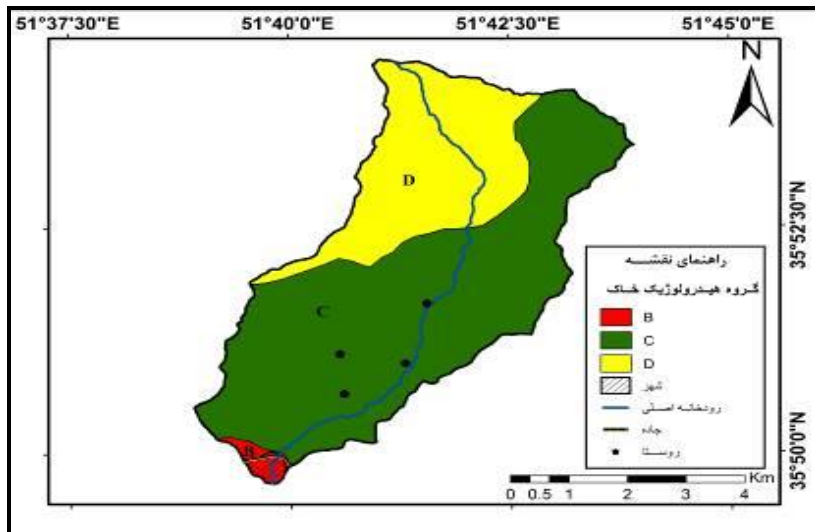 51°37'30"E 51°40'0"E 51°42'30"E 51°45'0"E
N
D
35°52'30"N
C
راهنمای نقشه
گروه هیدرولوژیک خاک
B
C
D
شهر
رودخانه اصلی
جاده
روستا
B
35°50'0"N
Km
0 0.5 1 2 3 4